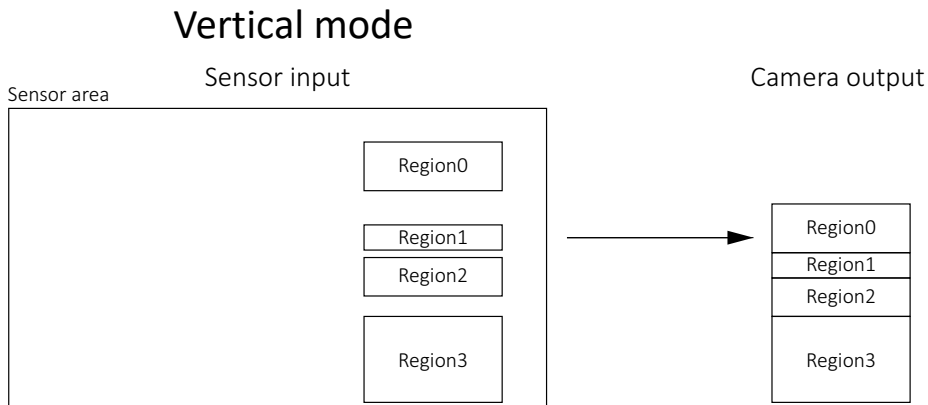 Vertical mode
Sensor input
Camera output
Sensor area
Region0
Region1
Region2
Region3
Region0
Region1
Region2
Region3